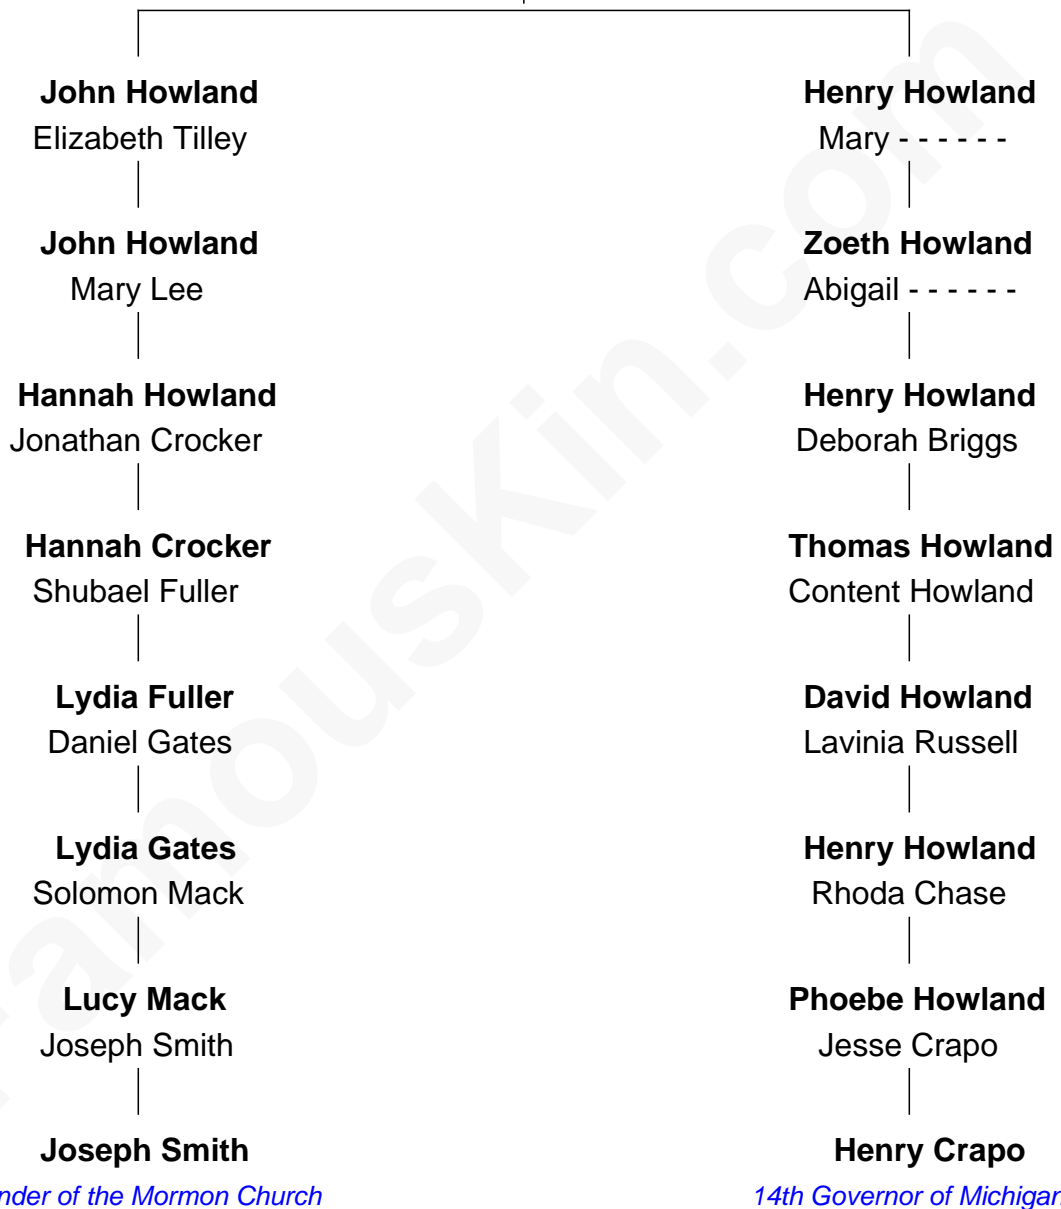 John Howland
Elizabeth Tilley
John Howland
Mary Lee
Hannah Howland
Jonathan Crocker
Hannah Crocker
Shubael Fuller
Lydia Fuller
Daniel Gates
Lydia Gates
Solomon Mack
Lucy Mack
Joseph Smith
Joseph Smith
nder of the Mormon Church
Henry Howland
Mary - - - - - -
Zoeth Howland
Abigail - - - - - -
Henry Howland
Deborah Briggs
Thomas Howland
Content Howland
David Howland
Lavinia Russell
Henry Howland
Rhoda Chase
Phoebe Howland
Jesse Crapo
Henry Crapo
14th Governor of Michigan
FamousKin.com